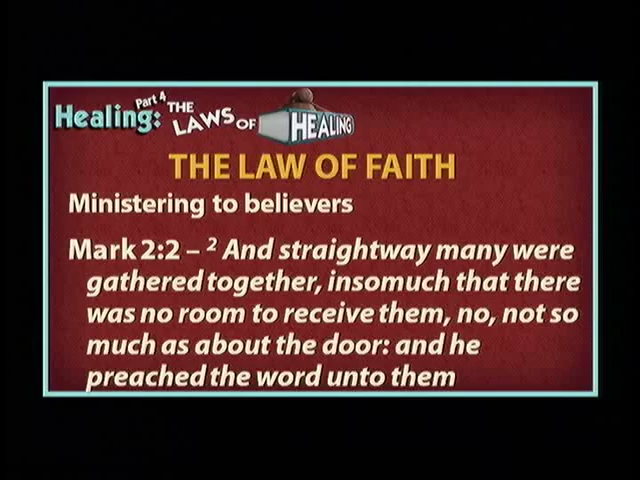 Healing: Part 4 THE LAWS OF HEALING
THE LAW OF FAITH
Ministering to believers
Mark 2:2 – ² And straightway many were
gathered together, insomuch that there
was no room to receive them, no, not so
much as about the door: and he
preached the word unto them